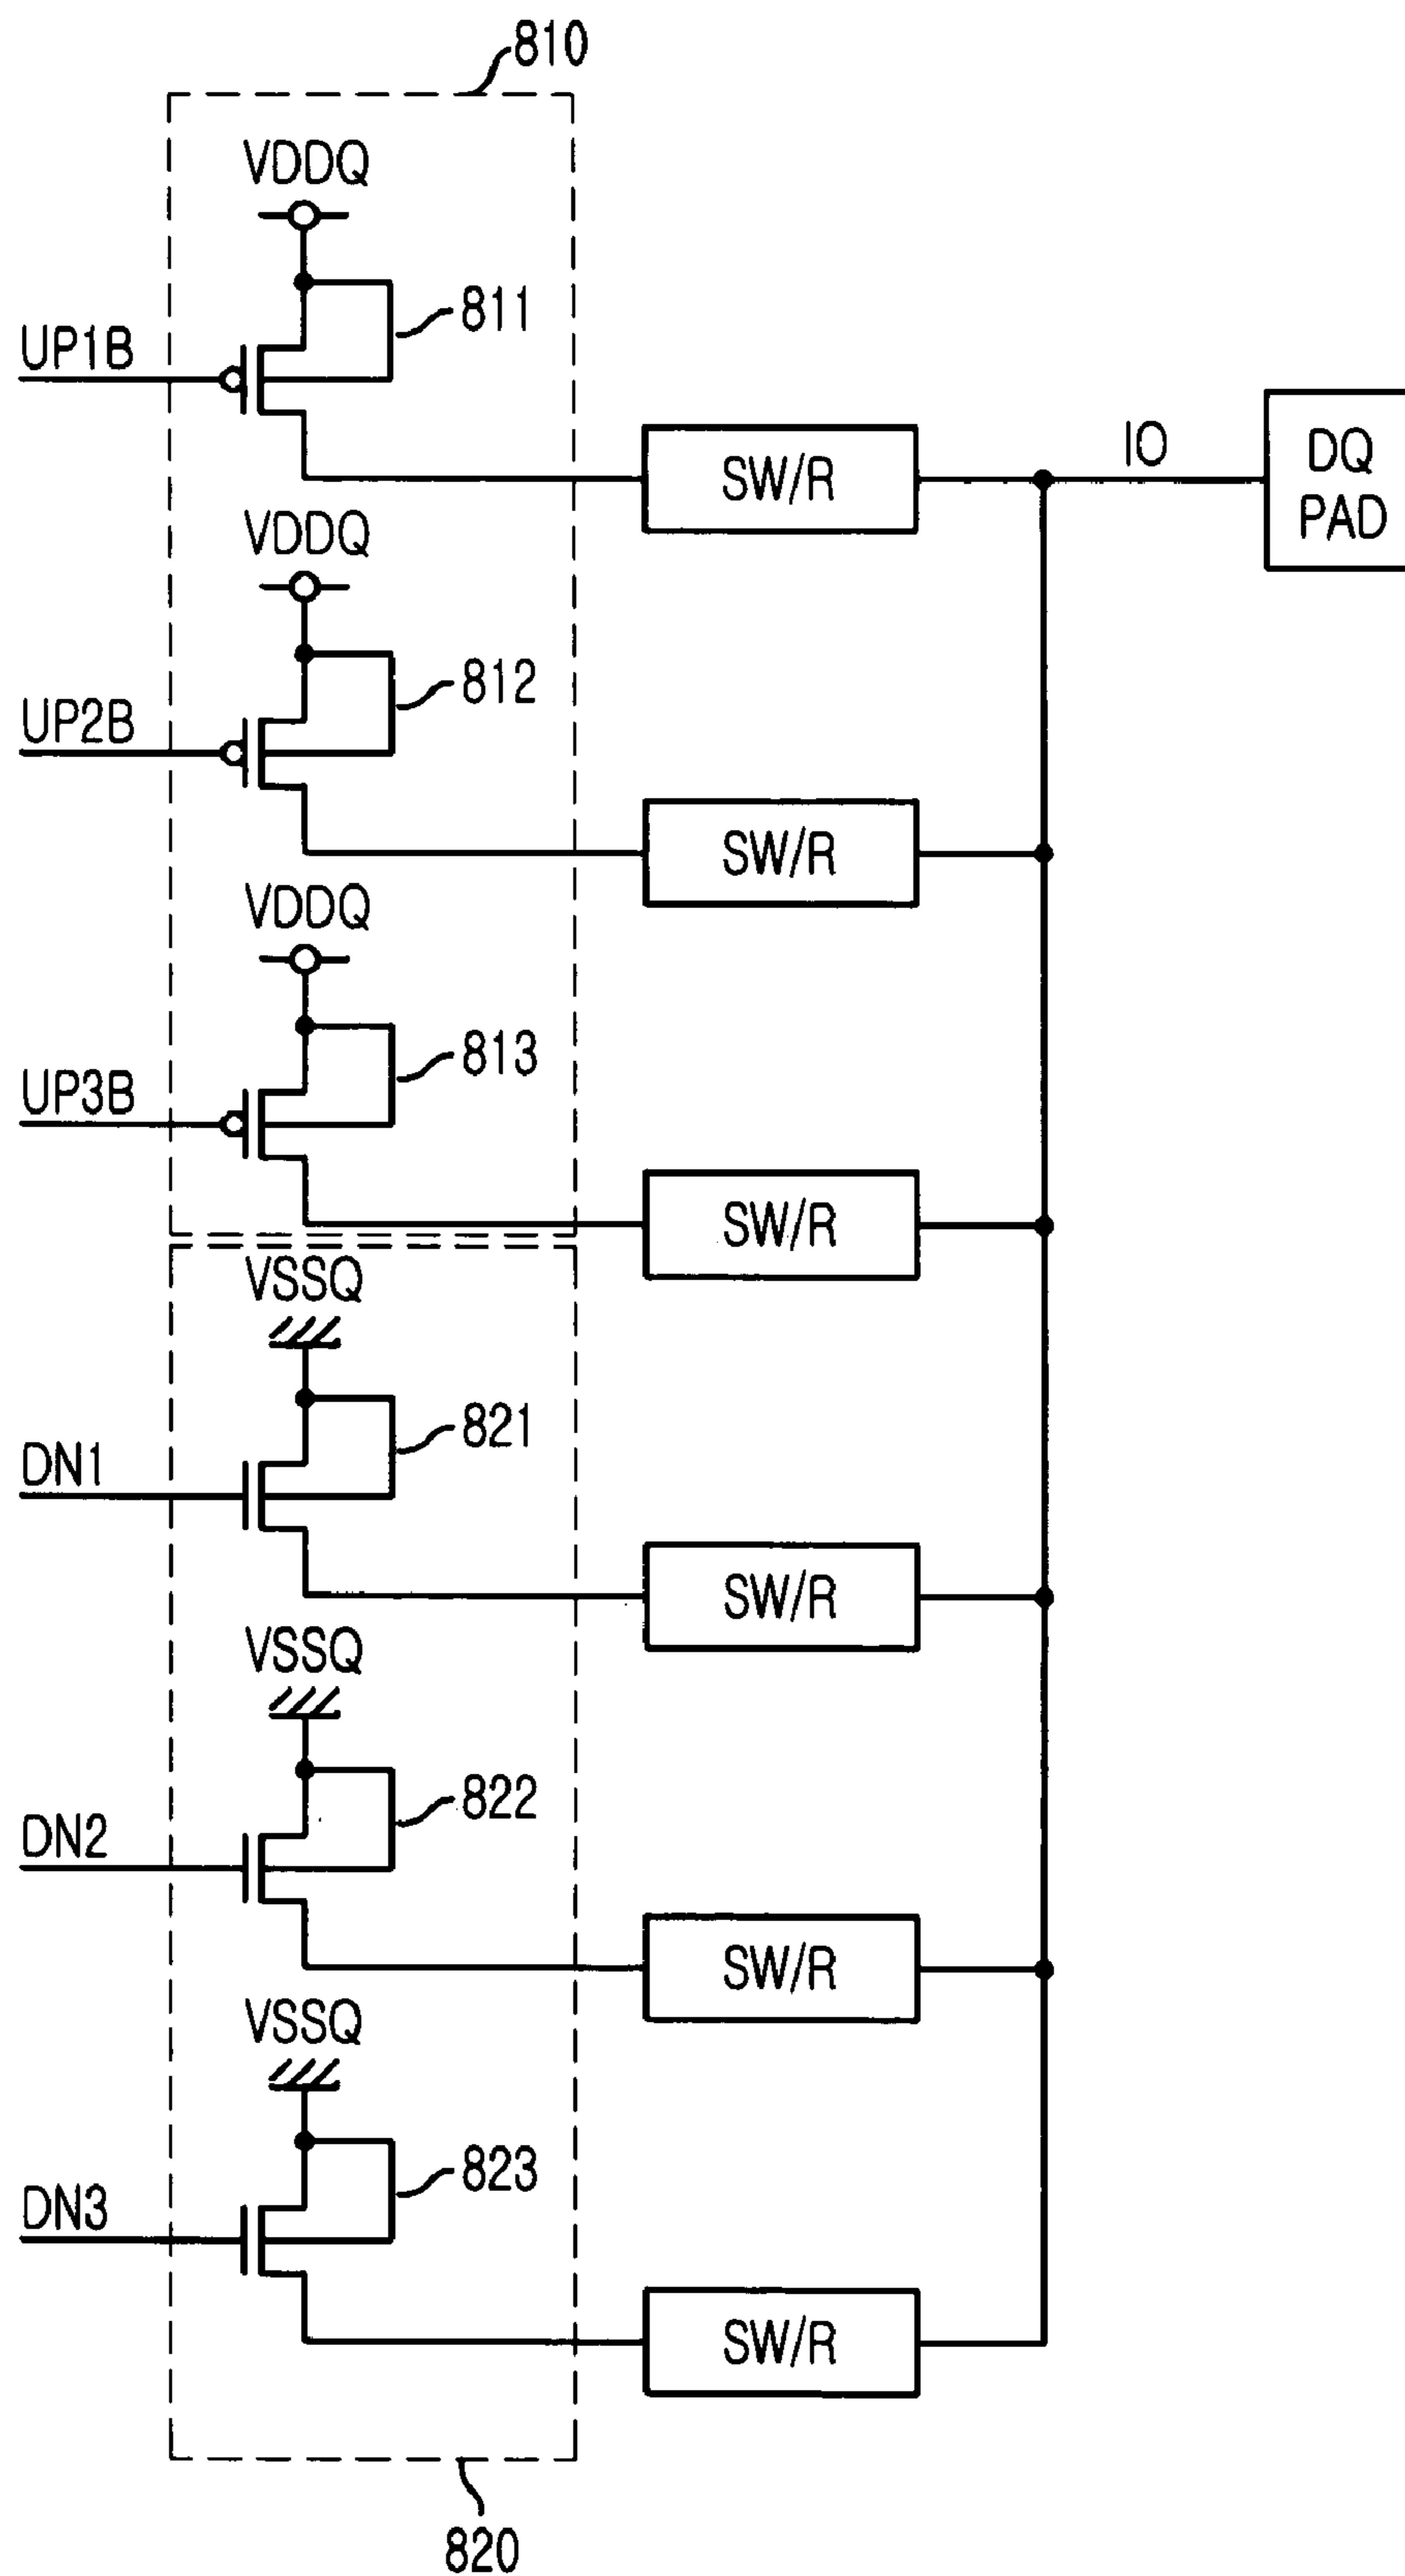 810
VDDQ
811
UP1B
SW/R
IO
DQ
PAD
VDDQ
812
UP2B
SW/R
VDDQ
813
UP3B
SW/R
VSSQ
821
DN1
SW/R
VSSQ
822
DN2
SW/R
VSSQ
823
DN3
SW/R
820